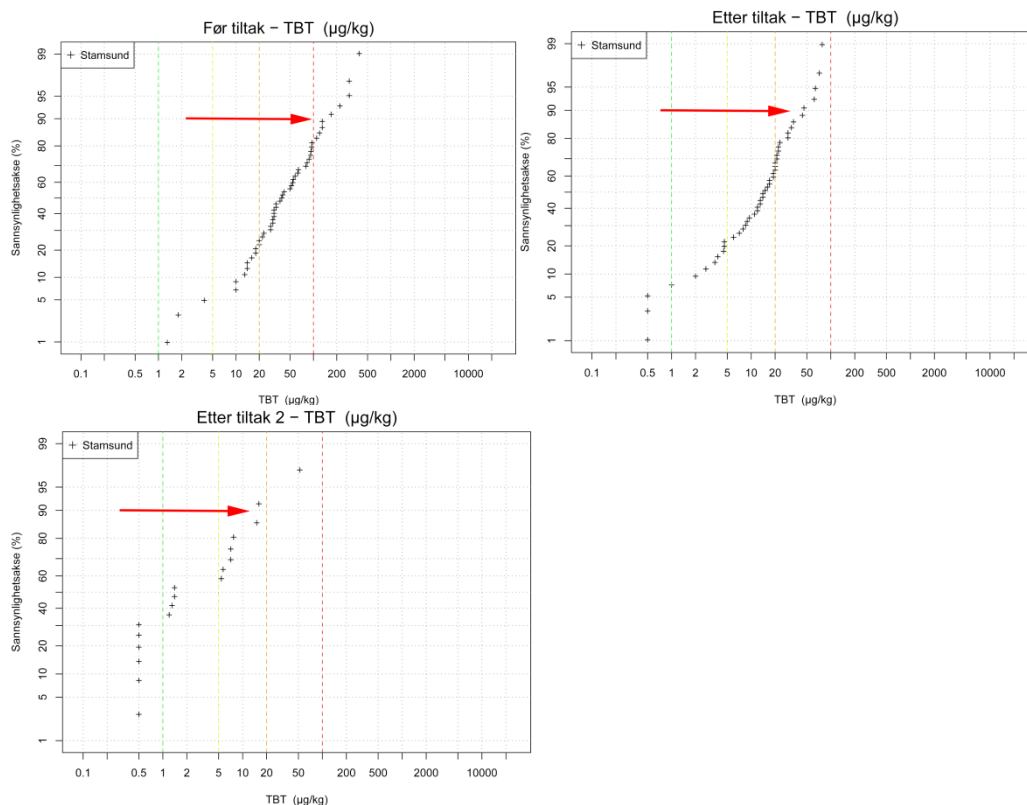 Før tiltak − TBT (µg/kg)
+ Stamsund
Sannsynlighetsakse (%)
99
95
90
80
60
40
20
10
5
1
0.1 0.5 1 2 5 10 20 50 200 500 2000 10000
TBT (µg/kg)
Etter tiltak − TBT (µg/kg)
+ Stamsund
Sannsynlighetsakse (%)
99
95
90
80
60
40
20
10
5
1
0.1 0.5 1 2 5 10 20 50 200 500 2000 10000
TBT (µg/kg)
Etter tiltak 2 − TBT (µg/kg)
+ Stamsund
Sannsynlighetsakse (%)
99
95
90
80
60
40
20
10
5
1
0.1 0.5 1 2 5 10 20 50 200 500 2000 10000
TBT (µg/kg)